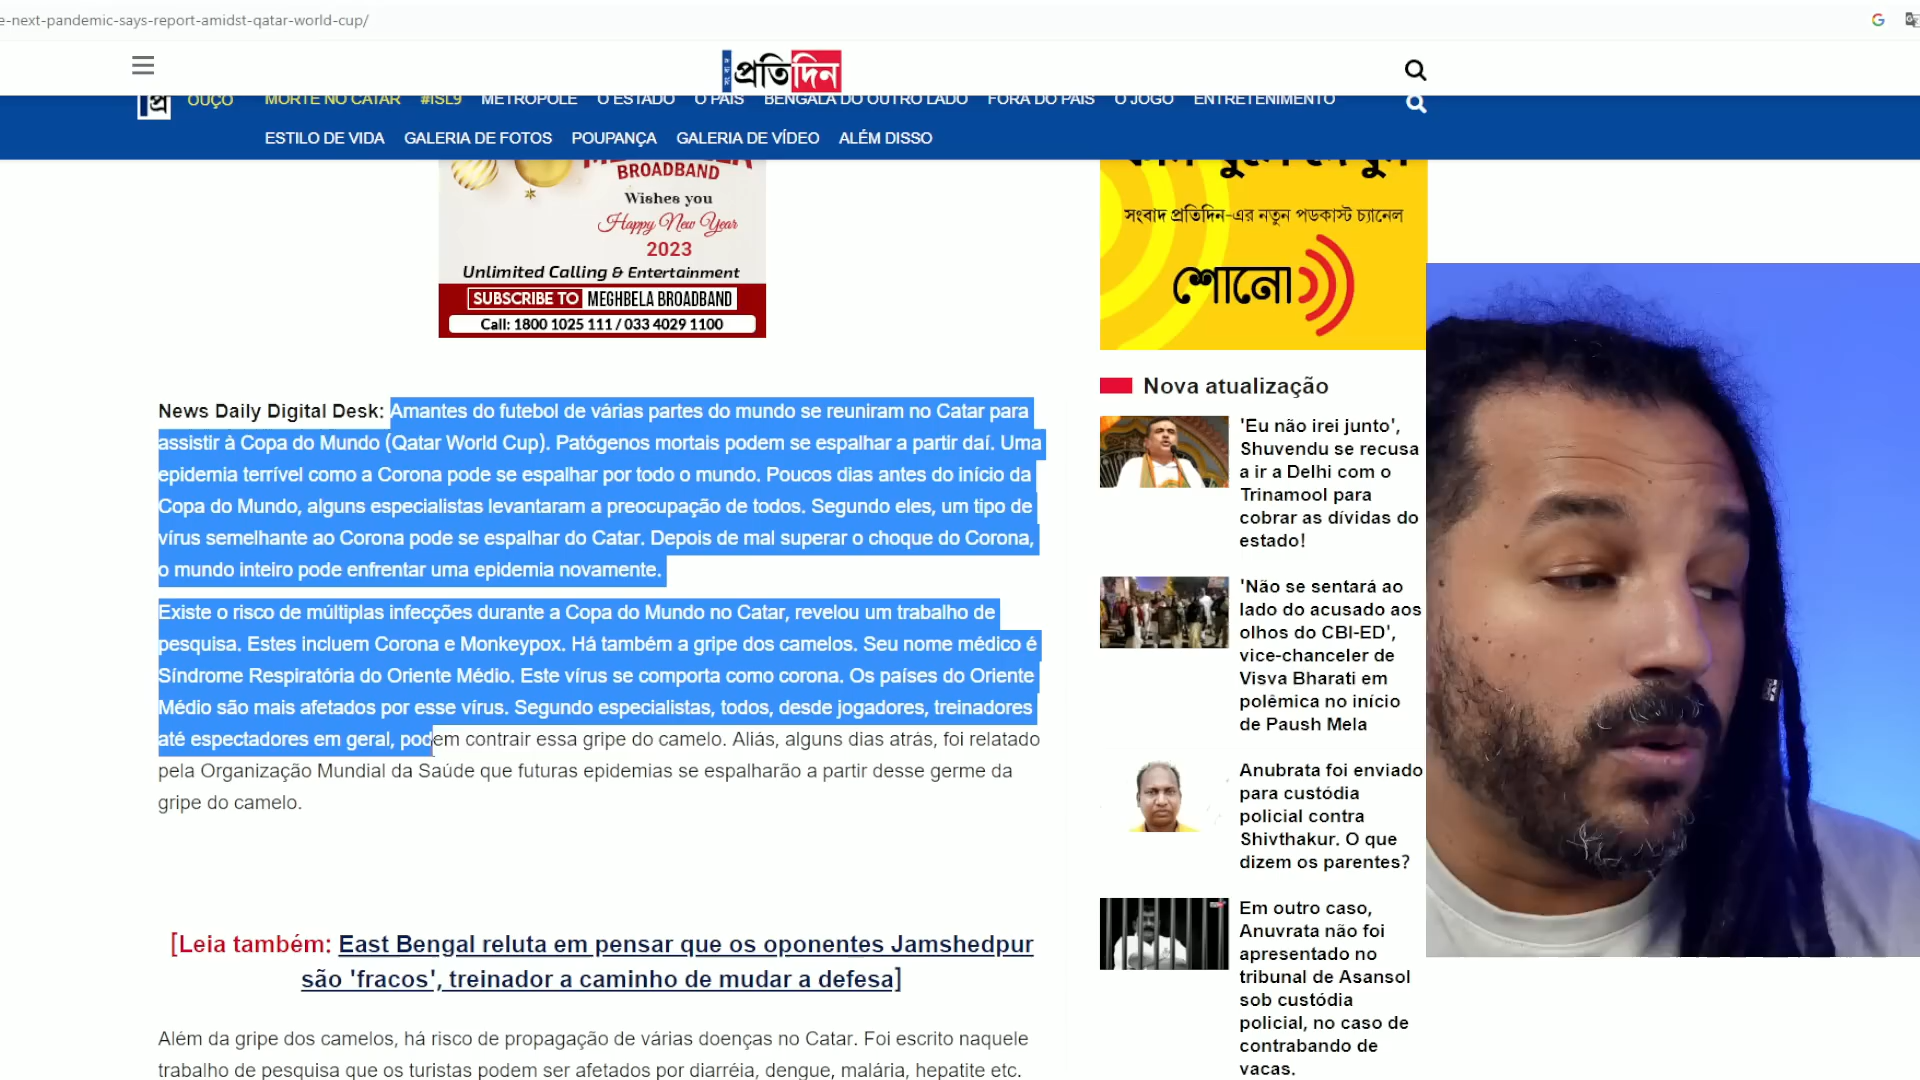 e-next-pandemic-says-report-amidst-qatar-world-cup/
প্রতিদিন
OUÇO
MORTE NO CATAR #ISL9 METRÓPOLE O ESTADO O PAÍS BENGALA DO OUTRO LADO FORA DO PAÍS O JOGO ENTRETENIMENTO
ESTILO DE VIDA GALERIA DE FOTOS POUPANÇA GALERIA DE VÍDEO ALÉM DISSO
BROADBAND
Wishes you
Happy New Year
2023
Unlimited Calling & Entertainment
SUBSCRIBE TO MEGHBELA BROADBAND
Call: 1800 1025 111 / 033 4029 1100
সংবাদ প্রতিদিন-এর নতুন পডকাস্ট চ্যানেল
শোনো
News Daily Digital Desk: Amantes do futebol de várias partes do mundo se reuniram no Catar para
assistir à Copa do Mundo (Qatar World Cup). Patógenos mortais podem se espalhar a partir daí. Uma
epidemia terrível como a Corona pode se espalhar por todo o mundo. Poucos dias antes do início da
Copa do Mundo, alguns especialistas levantaram a preocupação de todos. Segundo eles, um tipo de
vírus semelhante ao Corona pode se espalhar do Catar. Depois de mal superar o choque do Corona,
o mundo inteiro pode enfrentar uma epidemia novamente.
Existe o risco de múltiplas infecções durante a Copa do Mundo no Catar, revelou um trabalho de
pesquisa. Estes incluem Corona e Monkeypox. Há também a gripe dos camelos. Seu nome médico é
Síndrome Respiratória do Oriente Médio. Este vírus se comporta como corona. Os países do Oriente
Médio são mais afetados por esse vírus. Segundo especialistas, todos, desde jogadores, treinadores
até espectadores em geral, podem contrair essa gripe do camelo. Aliás, alguns dias atrás, foi relatado
pela Organização Mundial da Saúde que futuras epidemias se espalharão a partir desse germe da
gripe do camelo.
[Leia também: East Bengal reluta em pensar que os oponentes Jamshedpur
são 'fracos', treinador a caminho de mudar a defesa]
Além da gripe dos camelos, há risco de propagação de várias doenças no Catar. Foi escrito naquele
trabalho de pesquisa que os turistas podem ser afetados por diarréia, dengue, malária, hepatite etc.
Nova atualização
'Eu não irei junto',
Shuvendu se recusa
a ir a Delhi com o
Trinamool para
cobrar as dívidas do
estado!
'Não se sentará ao
lado do acusado aos
olhos do CBI-ED',
vice-chanceler de
Visva Bharati em
polêmica no início
de Paush Mela
Anubrata foi enviado
para custódia
policial contra
Shivthakur. O que
dizem os parentes?
Em outro caso,
Anuvrata não foi
apresentado no
tribunal de Asansol
sob custódia
policial, no caso de
contrabando de
vacas.